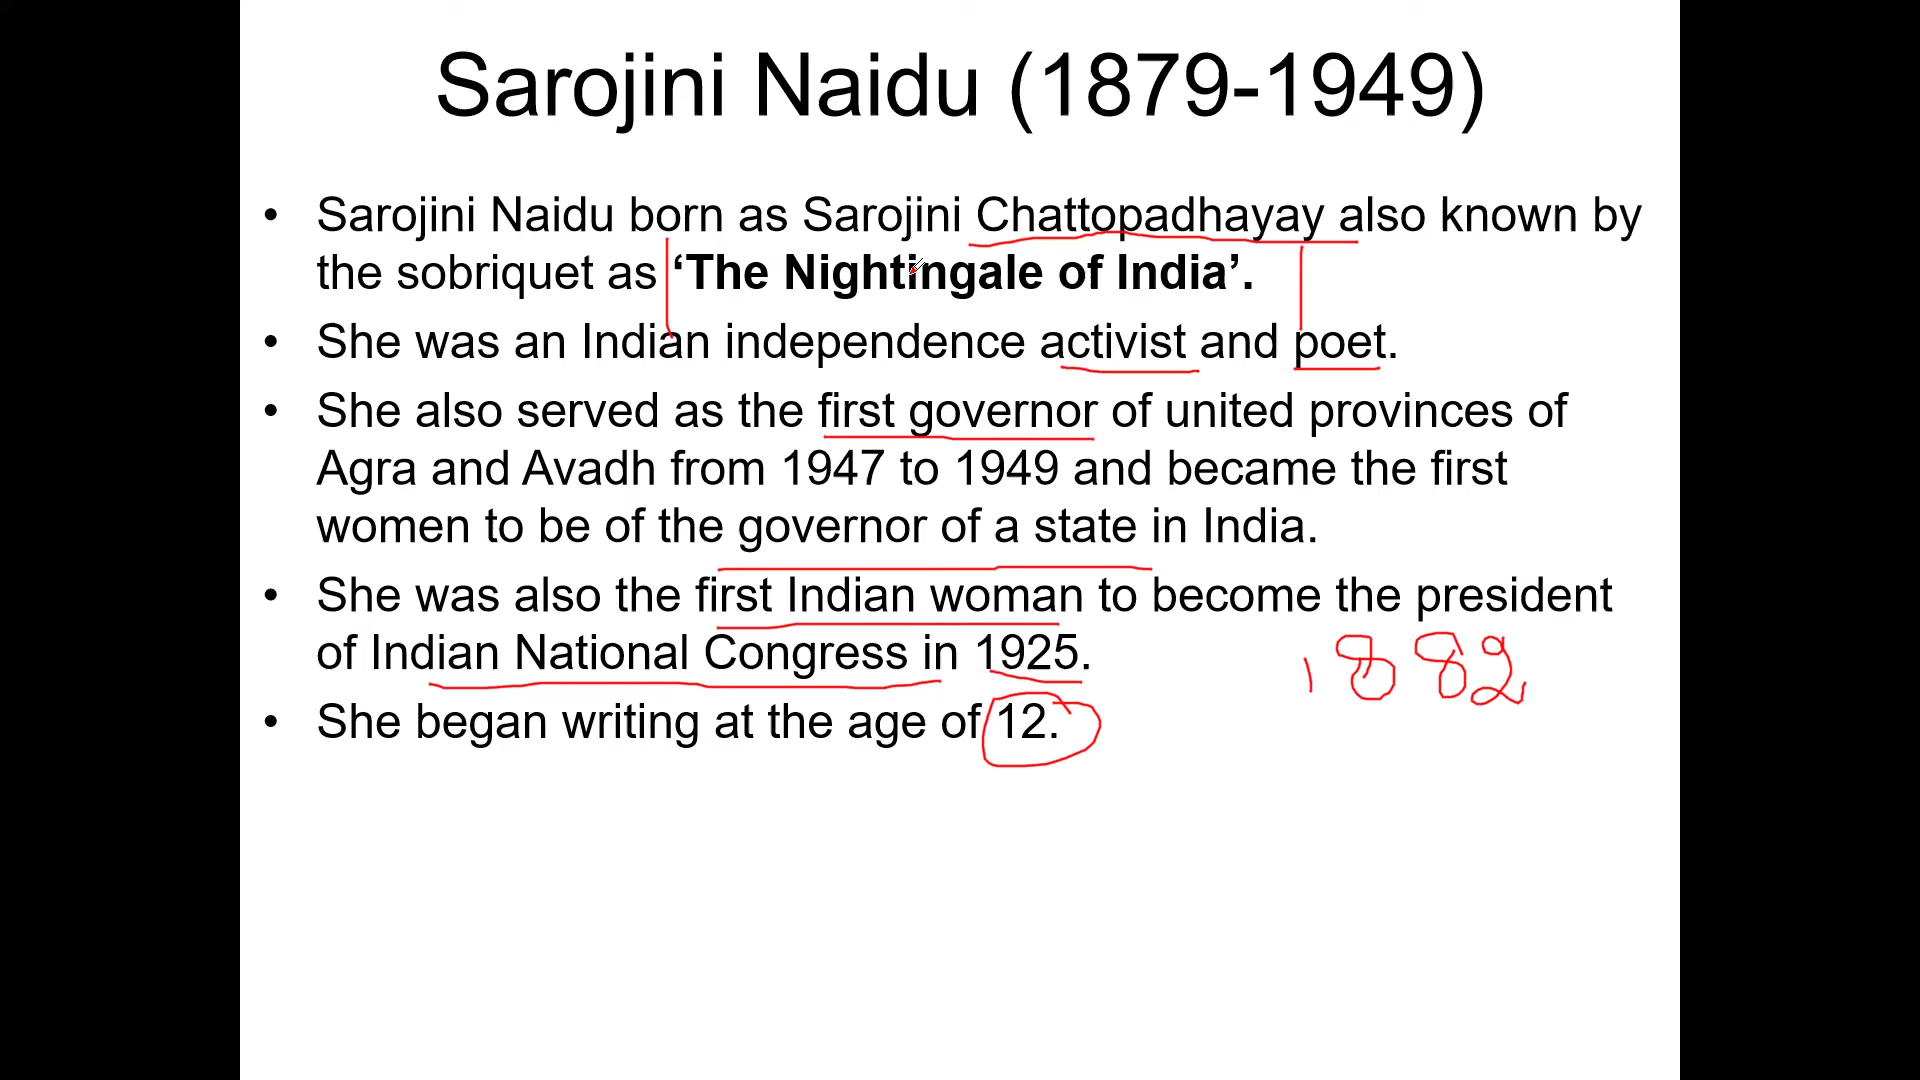 Sarojini Naidu (1879-1949)
• Sarojini Naidu born as Sarojini Chattopadhayay also known by
the sobriquet as ‘The Nightingale of India’.
• She was an Indian independence activist and poet.
• She also served as the first governor of united provinces of
Agra and Avadh from 1947 to 1949 and became the first
women to be of the governor of a state in India.
• She was also the first Indian woman to become the president
of Indian National Congress in 1925.
1882
• She began writing at the age of 12.